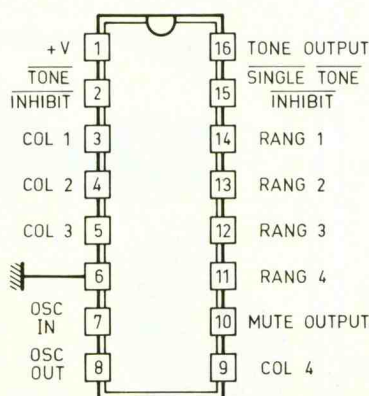 +V 1 16 TONE OUTPUT
TONE SINGLE TONE
INHIBIT 2 15 INHIBIT
COL 1 3 14 RANG 1
COL 2 4 13 RANG 2
COL 3 5 12 RANG 3
6 11 RANG 4
OSC
IN 7 10 MUTE OUTPUT
OSC
OUT 8 9 COL 4